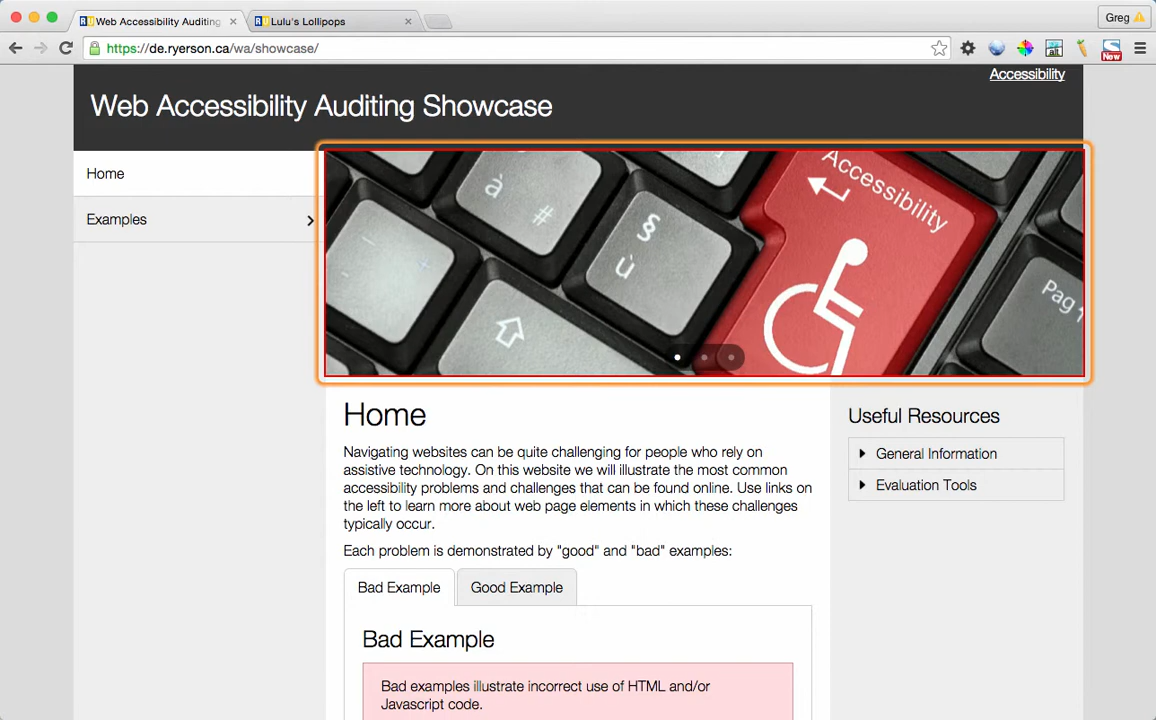 Web Accessibility Auditing
Lulu's Lollipops
Greg
https://de.ryerson.ca/wa/showcase/
alt
New
Accessibility
Web Accessibility Auditing Showcase
Home
Examples
à
#
§
ù
Accessibility
Pag
Home
Useful Resources
Navigating websites can be quite challenging for people who rely on
assistive technology. On this website we will illustrate the most common
accessibility problems and challenges that can be found online. Use links on
the left to learn more about web page elements in which these challenges
typically occur.
General Information
Evaluation Tools
Each problem is demonstrated by "good" and "bad" examples:
Bad Example
Good Example
Bad Example
Bad examples illustrate incorrect use of HTML and/or
Javascript code.